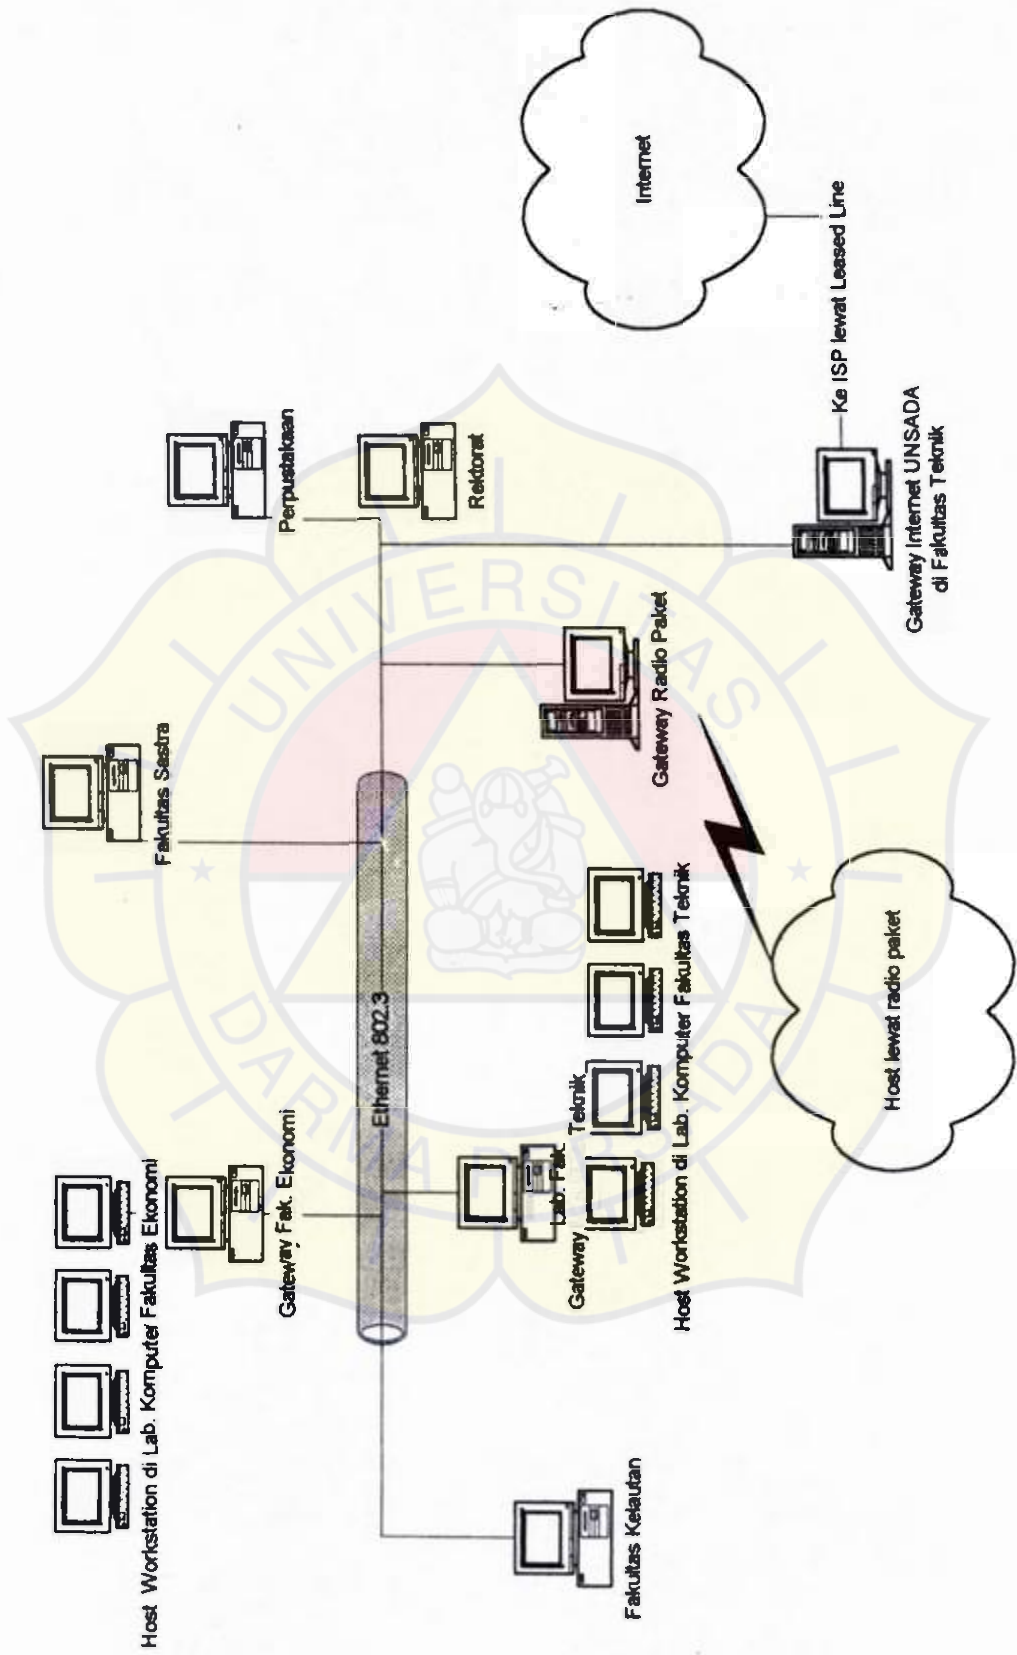 Host Workstation di Lab. Komputer Fakultas Ekonomi
Gateway Fak. Ekonomi
Fakultas Sastra
Perpustakaan
Rektorat
Ethernet 802.3
Fakultas Kelautan
Gateway Lab. Fak. Teknik
Host Workstation di Lab. Komputer Fakultas Teknik
Gateway Radio Paket
Host lewat radio paket
Gateway Internet UNSADA
di Fakultas Teknik
Ke ISP lewat Leased Line
Internet
UNIVERSITAS
DARMA PERSADA